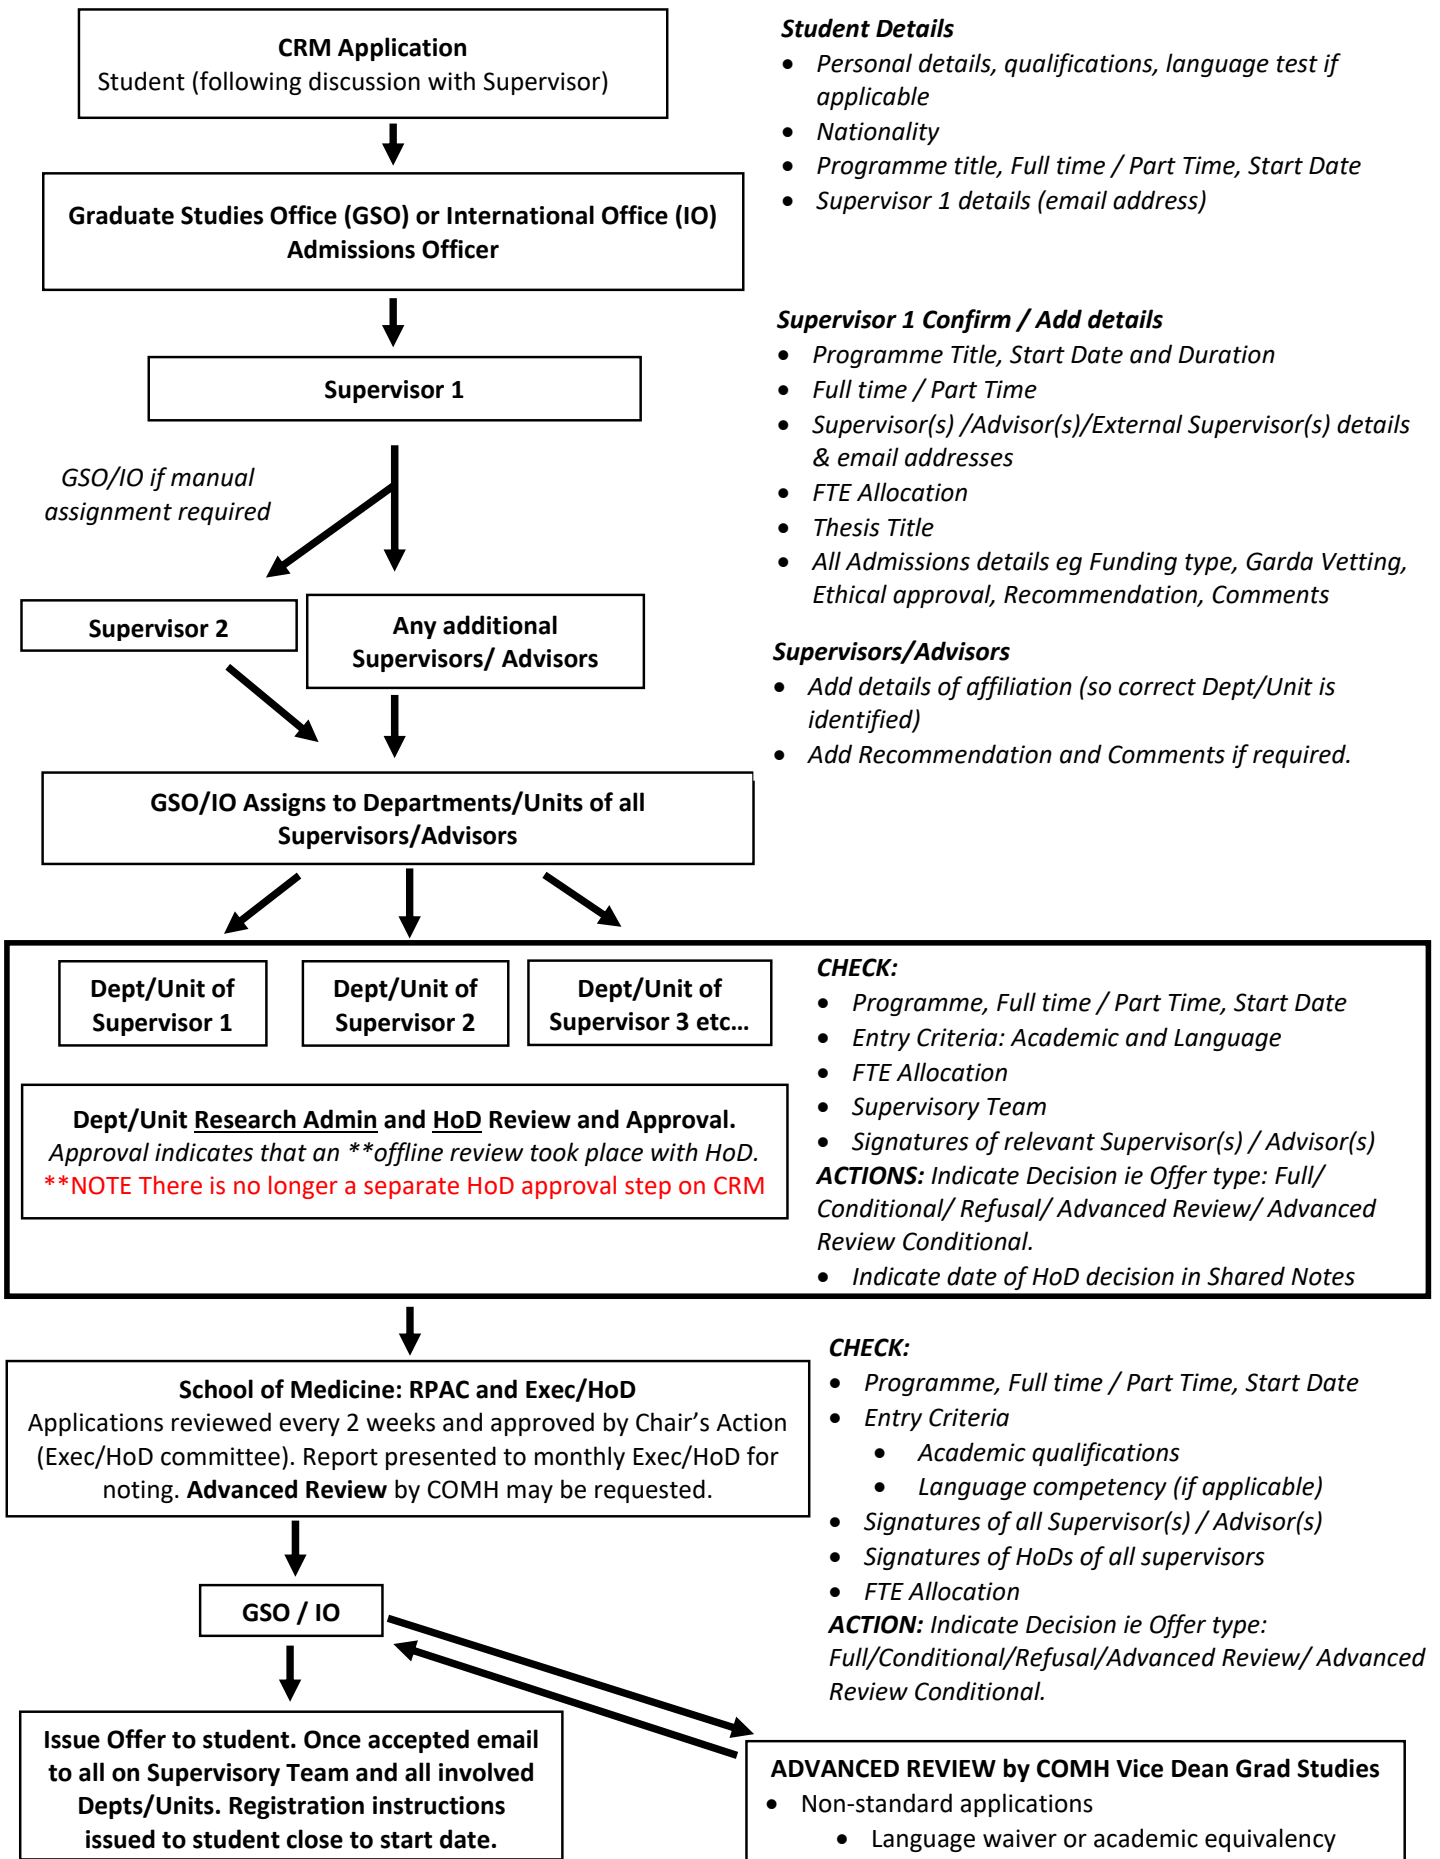 CRM Application
Student (following discussion with Supervisor)
Student Details
• Personal details, qualifications, language test if
applicable
• Nationality
• Programme title, Full time / Part Time, Start Date
• Supervisor 1 details (email address)
Graduate Studies Office (GSO) or International Office (IO)
Admissions Officer
Supervisor 1
Supervisor 1 Confirm / Add details
• Programme Title, Start Date and Duration
• Full time / Part Time
• Supervisor(s) /Advisor(s)/External Supervisor(s) details
& email addresses
• FTE Allocation
• Thesis Title
• All Admissions details eg Funding type, Garda Vetting,
Ethical approval, Recommendation, Comments
GSO/IO if manual
assignment required
Supervisor 2
Any additional
Supervisors/ Advisors
Supervisors/Advisors
• Add details of affiliation (so correct Dept/Unit is
identified)
• Add Recommendation and Comments if required.
GSO/IO Assigns to Departments/Units of all
Supervisors/Advisors
Dept/Unit of
Supervisor 1
Dept/Unit of
Supervisor 2
Dept/Unit of
Supervisor 3 etc…
Dept/Unit Research Admin and HoD Review and Approval.
Approval indicates that an **offline review took place with HoD.
**NOTE There is no longer a separate HoD approval step on CRM
CHECK:
• Programme, Full time / Part Time, Start Date
• Entry Criteria: Academic and Language
• FTE Allocation
• Supervisory Team
• Signatures of relevant Supervisor(s) / Advisor(s)
ACTIONS: Indicate Decision ie Offer type: Full/
Conditional/ Refusal/ Advanced Review/ Advanced
Review Conditional.
• Indicate date of HoD decision in Shared Notes
School of Medicine: RPAC and Exec/HoD
Applications reviewed every 2 weeks and approved by Chair’s Action
(Exec/HoD committee). Report presented to monthly Exec/HoD for
noting. Advanced Review by COMH may be requested.
CHECK:
• Programme, Full time / Part Time, Start Date
• Entry Criteria
• Academic qualifications
• Language competency (if applicable)
• Signatures of all Supervisor(s) / Advisor(s)
• Signatures of HoDs of all supervisors
• FTE Allocation
ACTION: Indicate Decision ie Offer type:
Full/Conditional/Refusal/Advanced Review/ Advanced
Review Conditional.
GSO / IO
Issue Offer to student. Once accepted email
to all on Supervisory Team and all involved
Depts/Units. Registration instructions
issued to student close to start date.
ADVANCED REVIEW by COMH Vice Dean Grad Studies
• Non-standard applications
• Language waiver or academic equivalency